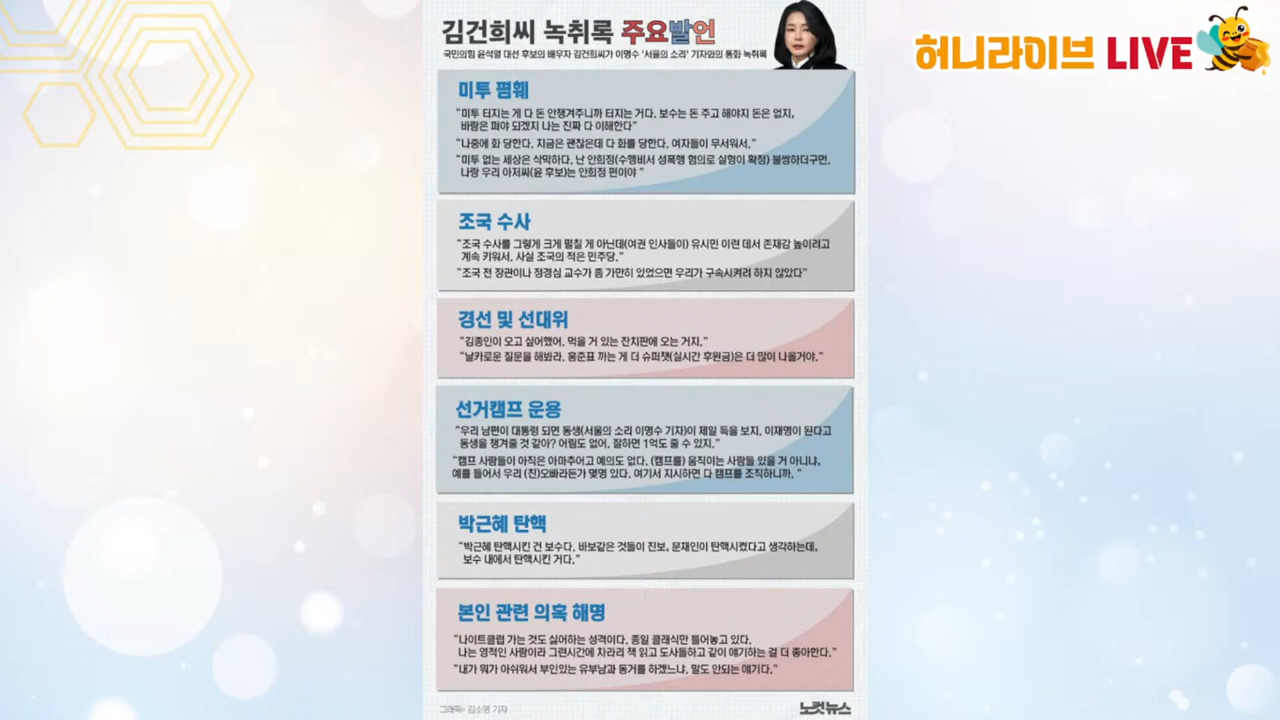 김건희씨 녹취록 주요발언
국민의힘 윤석열 대선 후보의 배우자 김건희씨가 이명수 '서울의 소리' 기자와의 통화 녹취록
허니라이브 LIVE
미투 폄훼
"미투 터지는 게 다 돈 안챙겨주니까 터지는 거다. 보수는 돈 주고 해야지 돈은 없지,
바람은 펴야 되겠지 나는 진짜 다 이해한다"
"나중에 화 당한다. 지금은 괜찮은데 다 화를 당한다. 여자들이 무서워서."
"미투 없는 세상은 삭막하다. 난 안희정(수행비서 성폭행 혐의로 실형이 확정) 불쌍하더구먼.
나랑 우리 아저씨(윤 후보)는 안희정 편이야 "
조국 수사
"조국 수사를 그렇게 크게 펼칠 게 아닌데(여권 인사들이) 유시민 이런 데서 존재감 높이려고
계속 키워서. 사실 조국의 적은 민주당."
"조국 전 장관이나 정경심 교수가 좀 가만히 있었으면 우리가 구속시켜려 하지 않았다"
경선 및 선대위
"김종인이 오고 싶어했어. 먹을 거 있는 잔치판에 오는 거지."
"날카로운 질문을 해봐라. 홍준표 까는 게 더 슈퍼챗(실시간 후원금)은 더 많이 나올거야."
선거캠프 운용
"우리 남편이 대통령 되면 동생(서울의 소리 이명수 기자)이 제일 득을 보지. 이재명이 된다고
동생을 챙겨줄 것 같아? 어림도 없어. 잘하면 1억도 줄 수 있지."
"캠프 사람들이 아직은 아마추어고 예의도 없다. (캠프를) 움직이는 사람들 있을 거 아니냐,
예를 들어서 우리 (친)오빠라든가 몇명 있다. 여기서 지시하면 다 캠프를 조직하니까. "
박근혜 탄핵
"박근혜 탄핵시킨 건 보수다. 바보같은 것들이 진보, 문재인이 탄핵시켰다고 생각하는데,
보수 내에서 탄핵시킨 거다."
본인 관련 의혹 해명
"나이트클럽 가는 것도 싫어하는 성격이다. 종일 클래식만 틀어놓고 있다.
나는 영적인 사람이라 그런시간에 차라리 책 읽고 도사들하고 같이 얘기하는 걸 더 좋아한다."
"내가 뭐가 아쉬워서 부인있는 유부남과 동거를 하겠느냐. 말도 안되는 얘기다."
그래픽= 김소영 기자
노컷뉴스